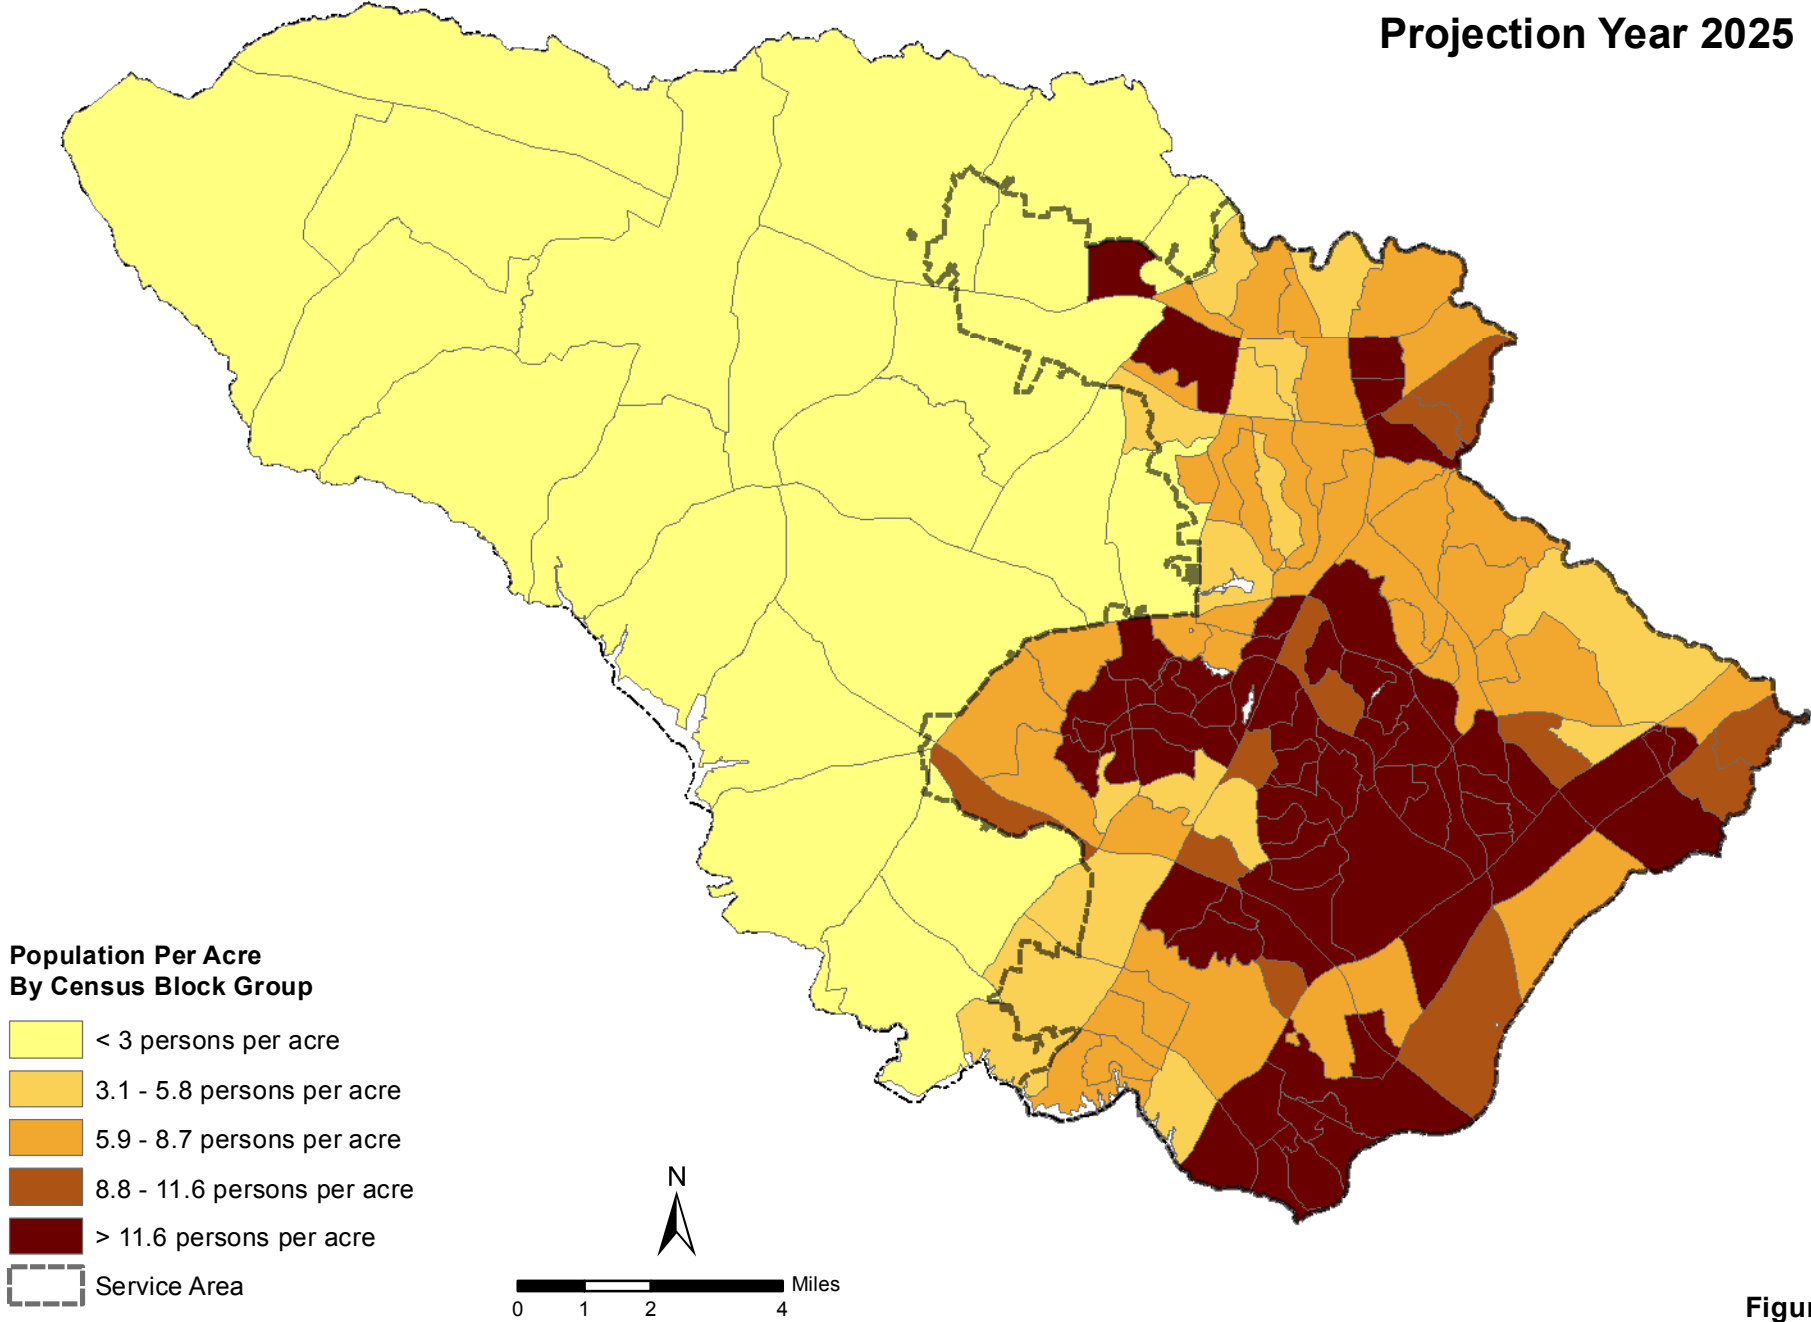 Projection Year 2025
Population Per Acre
By Census Block Group
< 3 persons per acre
3.1 - 5.8 persons per acre
5.9 - 8.7 persons per acre
8.8 - 11.6 persons per acre
> 11.6 persons per acre
Service Area
N
Miles
0 1 2 4
Figur